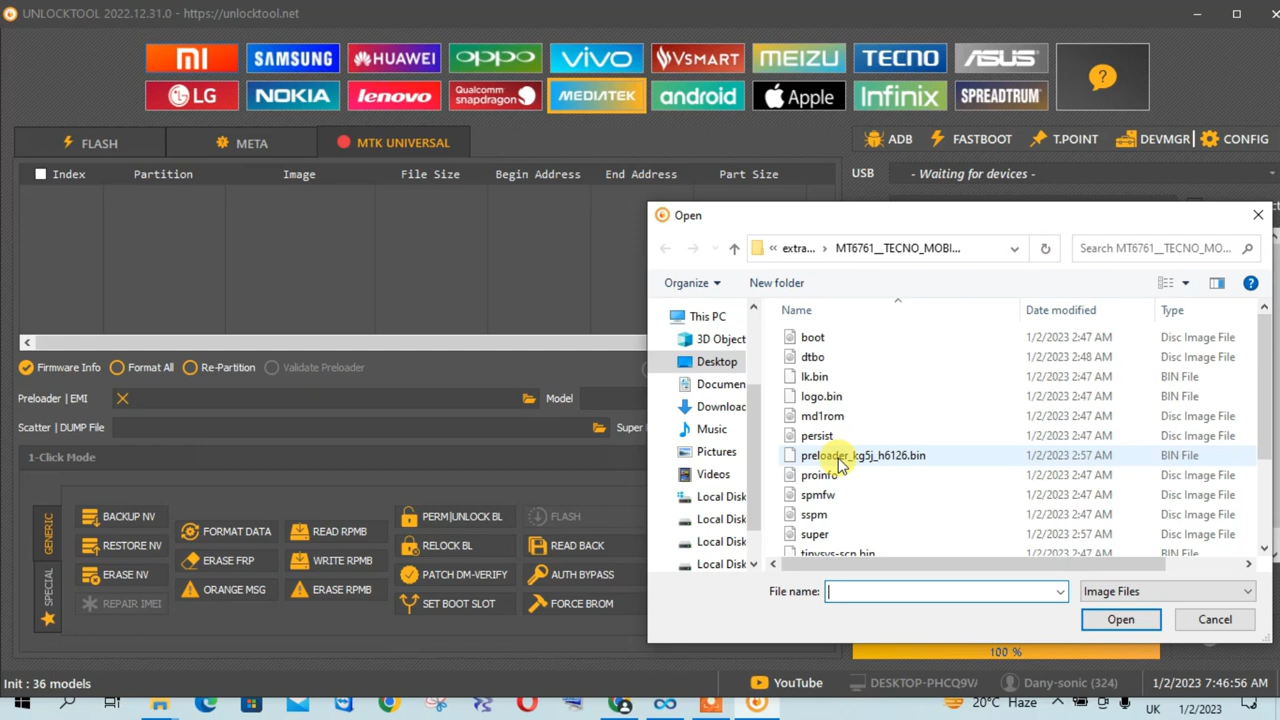 UNLOCKTOOL 2022.12.31.0 - https://unlocktool.net
mi SAMSUNG HUAWEI oppo vivo VSMART MEIZU TECNO ASUS
LG NOKIA lenovo Qualcomm snapdragon MEDIATEK android Apple Infinix SPREADTRUM ?
FLASH META MTK UNIVERSAL
ADB FASTBOOT T.POINT DEVMGR CONFIG
Index Partition Image File Size Begin Address End Address Part Size
USB - Waiting for devices -
Open
« extra... › MT6761__TECNO_MOBI... Search MT6761__TECNO_MO...
Organize New folder
Name Date modified Type
This PC
3D Object
Desktop
Documen
Downloac
Music
Pictures
Videos
Local Disk
Local Disk
Local Disk
Local Disk
boot 1/2/2023 2:47 AM Disc Image File
dtbo 1/2/2023 2:48 AM Disc Image File
lk.bin 1/2/2023 2:47 AM BIN File
logo.bin 1/2/2023 2:47 AM BIN File
md1rom 1/2/2023 2:47 AM Disc Image File
persist 1/2/2023 2:47 AM Disc Image File
preloader_kg5j_h6126.bin 1/2/2023 2:57 AM BIN File
proinfo 1/2/2023 2:47 AM Disc Image File
spmfw 1/2/2023 2:47 AM Disc Image File
sspm 1/2/2023 2:47 AM Disc Image File
super 1/2/2023 2:57 AM Disc Image File
tinysys-scp.bin 1/2/2023 2:47 AM BIN File
File name: Image Files
Open Cancel
Firmware Info Format All Re-Partition Validate Preloader
Preloader | EMI Model
Scatter | DUMP File Super
1-Click Mode
GENERIC
SPECIAL
BACKUP NV
RESTORE NV
ERASE NV
REPAIR IMEI
FORMAT DATA
ERASE FRP
ORANGE MSG
READ RPMB
WRITE RPMB
ERASE RPMB
PERM|UNLOCK BL
RELOCK BL
PATCH DM-VERIFY
SET BOOT SLOT
FLASH
READ BACK
AUTH BYPASS
FORCE BROM
100 %
Init : 36 models YouTube DESKTOP-PHCQ9V Dany-sonic (324) 1/2/2023 7:46:56 AM
20°C Haze UK 1/2/2023